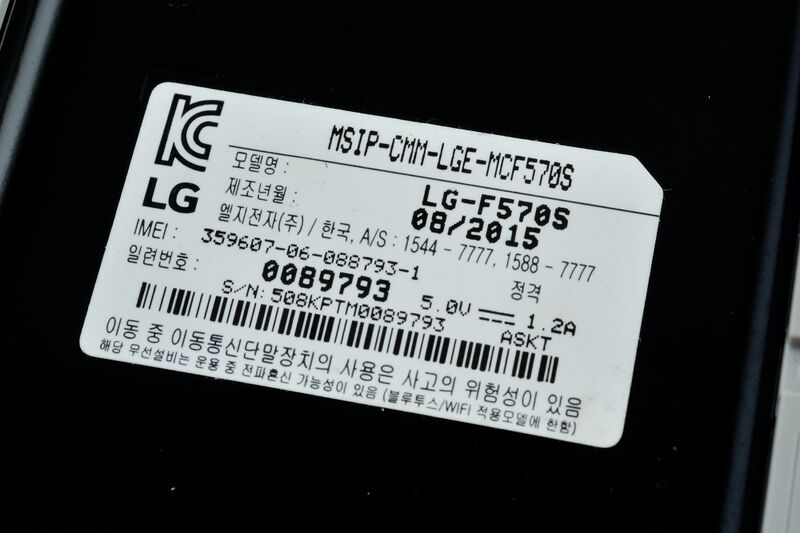 KC
MSIP-CMM-LGE-MCF570S
LG
모델명 : LG-F570S
제조년월 : 08/2015
엘지전자(주) / 한국, A/S : 1544 - 7777, 1588 - 7777
IMEI : 359607-06-088793-1
일련번호 : 0089793 정격
S/N: 508KPTM0089793 5.0V 1.2A
ASKT
이동 중 이동통신단말장치의 사용은 사고의 위험성이 있음
해당 무선설비는 운용 중 전파혼신 가능성이 있음 (블루투스/WIFI 적용모델에 한함)